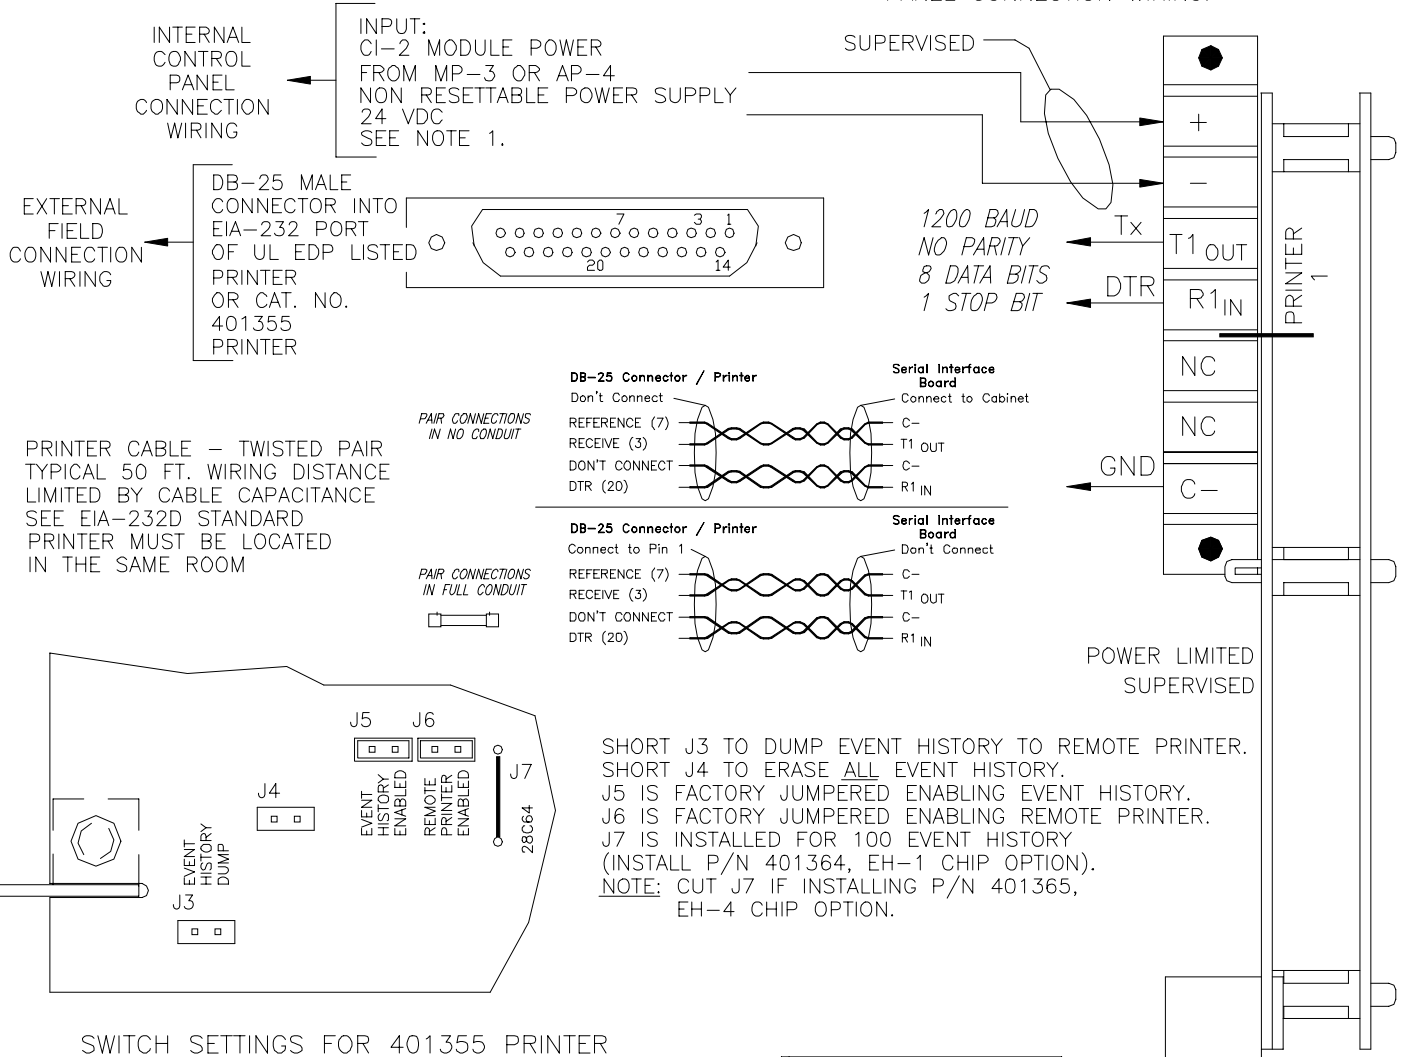 INTERNAL
CONTROL
PANEL
CONNECTION
WIRING
INPUT:
CI-2 MODULE POWER
FROM MP-3 OR AP-4
NON RESETTABLE POWER SUPPLY
24 VDC
SEE NOTE 1.
SUPERVISED
EXTERNAL
FIELD
CONNECTION
WIRING
DB-25 MALE
CONNECTOR INTO
EIA-232 PORT
OF UL EDP LISTED
PRINTER
OR CAT. NO.
401355
PRINTER
7 3 1
20 14
1200 BAUD
NO PARITY
8 DATA BITS
1 STOP BIT
Tx
DTR
GND
+
-
T1 OUT
R1 IN
NC
NC
C-
PRINTER
1
PRINTER CABLE - TWISTED PAIR
TYPICAL 50 FT. WIRING DISTANCE
LIMITED BY CABLE CAPACITANCE
SEE EIA-232D STANDARD
PRINTER MUST BE LOCATED
IN THE SAME ROOM
PAIR CONNECTIONS
IN NO CONDUIT
DB-25 Connector / Printer
Don't Connect
REFERENCE (7)
RECEIVE (3)
DON'T CONNECT
DTR (20)
Serial Interface
Board
Connect to Cabinet
C-
T1 OUT
C-
R1 IN
PAIR CONNECTIONS
IN FULL CONDUIT
DB-25 Connector / Printer
Connect to Pin 1
REFERENCE (7)
RECEIVE (3)
DON'T CONNECT
DTR (20)
Serial Interface
Board
Don't Connect
C-
T1 OUT
C-
R1 IN
POWER LIMITED
SUPERVISED
J5
J6
J7
J4
J3
EVENT
HISTORY
ENABLED
REMOTE
PRINTER
ENABLED
28C64
EVENT
HISTORY
DUMP
SHORT J3 TO DUMP EVENT HISTORY TO REMOTE PRINTER.
SHORT J4 TO ERASE ALL EVENT HISTORY.
J5 IS FACTORY JUMPERED ENABLING EVENT HISTORY.
J6 IS FACTORY JUMPERED ENABLING REMOTE PRINTER.
J7 IS INSTALLED FOR 100 EVENT HISTORY
(INSTALL P/N 401364, EH-1 CHIP OPTION).
NOTE: CUT J7 IF INSTALLING P/N 401365,
EH-4 CHIP OPTION.
SWITCH SETTINGS FOR 401355 PRINTER